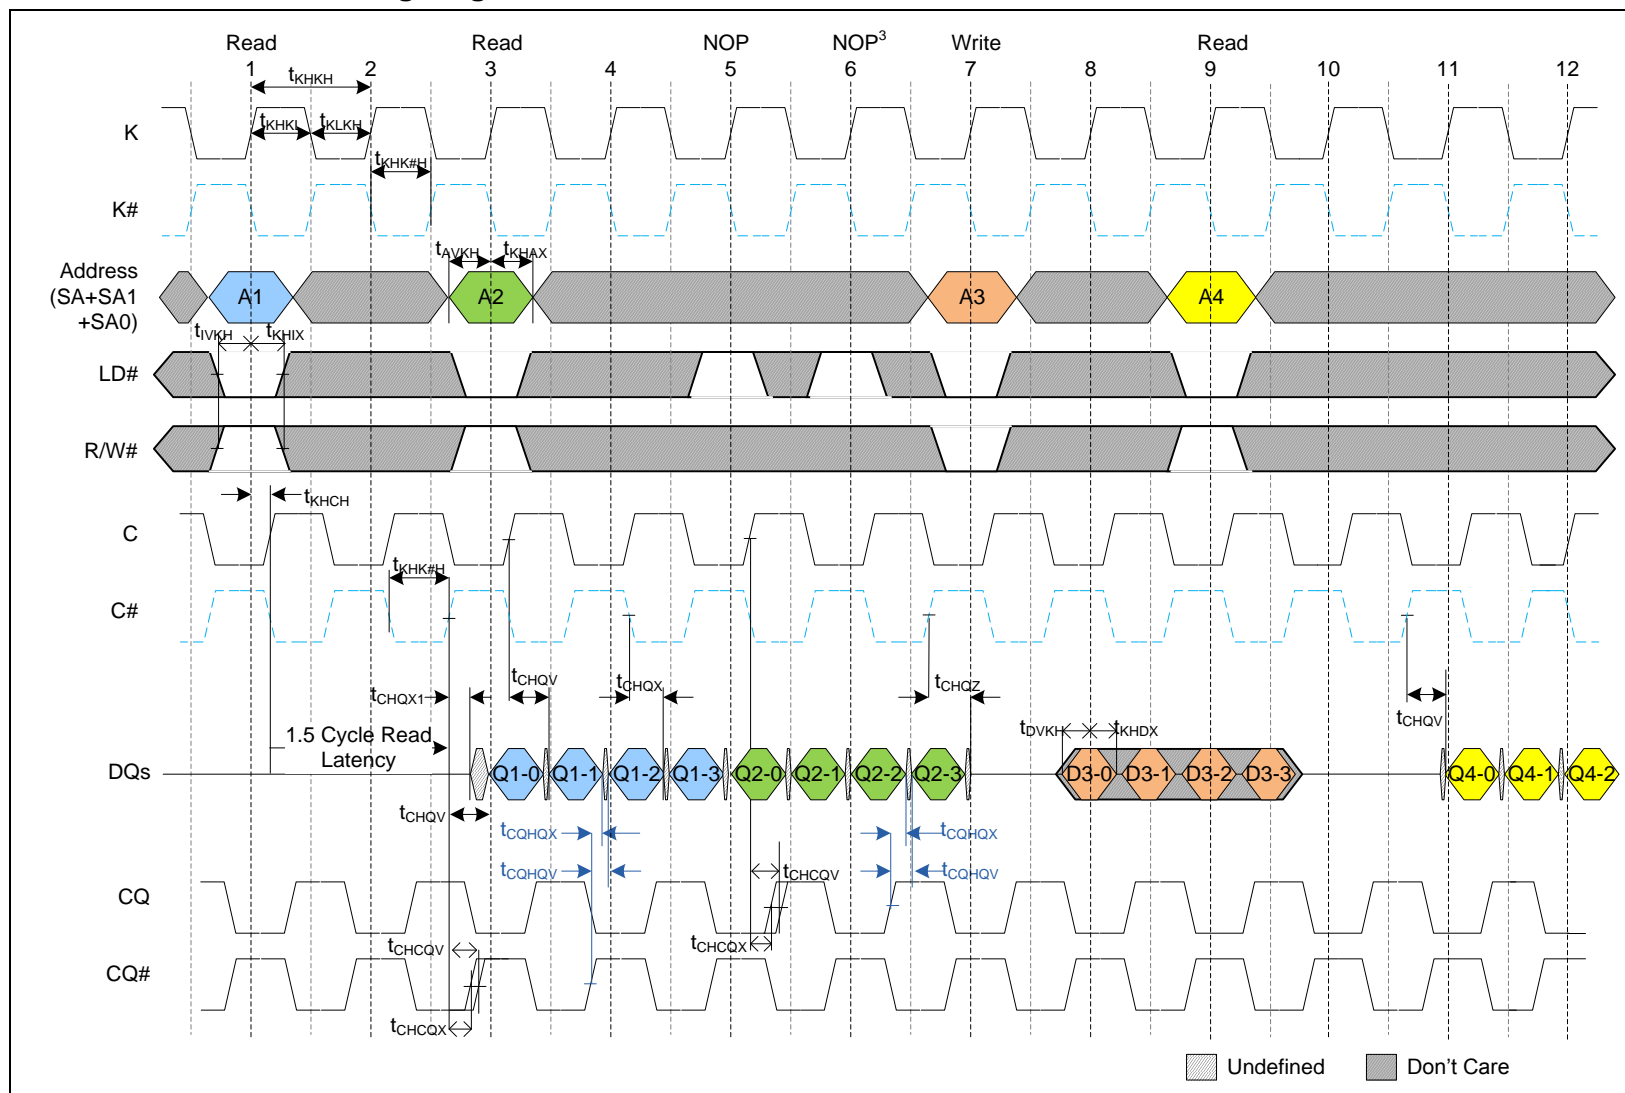 Read Read NOP NOP3 Write Read
1 2 3 4 5 6 7 8 9 10 11 12
tKHKH
K
tKHKL tKLKH
tKHK#H
K#
tAVKH tKHAX
Address
(SA+SA1
+SA0)
A1 A2 A3 A4
tIVKH tKHIX
LD#
R/W#
tKHCH
C
tKHK#H
C#
tCHQX1 tCHQV tCHQX tCHQZ
tCHQV
tDVKH tKHDX
1.5 Cycle Read
Latency
DQs
Q1-0 Q1-1 Q1-2 Q1-3 Q2-0 Q2-1 Q2-2 Q2-3 D3-0 D3-1 D3-2 D3-3 Q4-0 Q4-1 Q4-2
tCHQV
tCQHQX tCQHQX
tCQHQV tCHCQV tCQHQV
CQ
tCHCQV tCHCQX
CQ#
tCHCQX
Undefined Don't Care